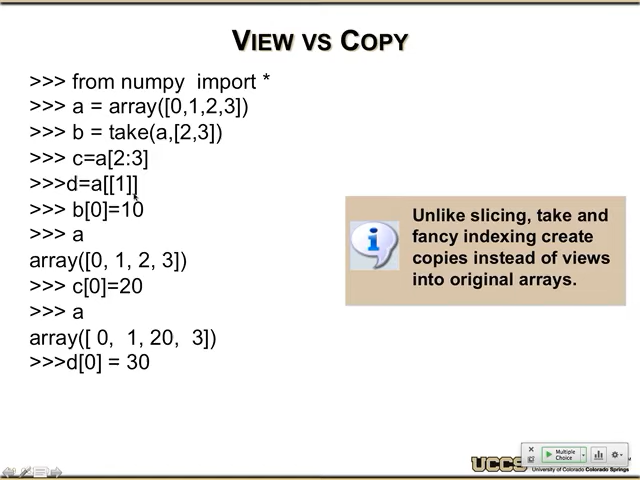 VIEW VS COPY
>>> from numpy  import *
>>> a = array([0,1,2,3])
>>> b = take(a,[2,3])
>>> c=a[2:3]
>>>d=a[[1]]
>>> b[0]=10
>>> a
array([0, 1, 2, 3])
>>> c[0]=20
>>> a
array([ 0,  1, 20,  3])
>>>d[0] = 30
Unlike slicing, take and
fancy indexing create
copies instead of views
into original arrays.
Multiple
Choice
UCCS
University of Colorado Colorado Springs